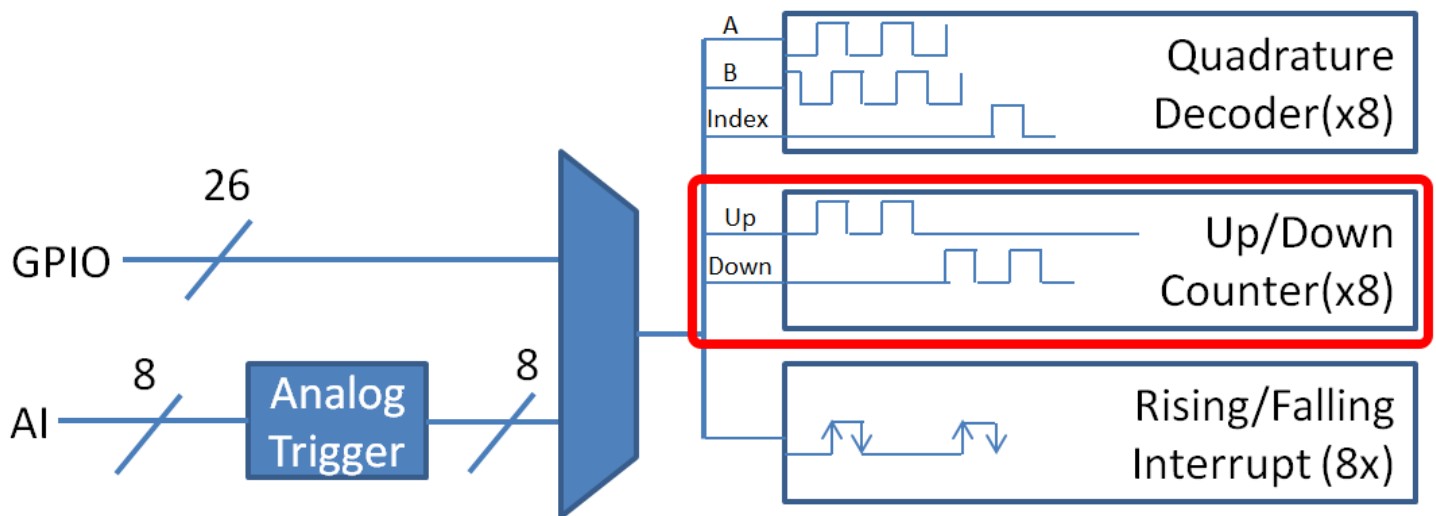 GPIO
26
AI
8
Analog
Trigger
8
A
B
Index
Quadrature
Decoder(x8)
Up
Down
Up/Down
Counter(x8)
Rising/Falling
Interrupt (8x)